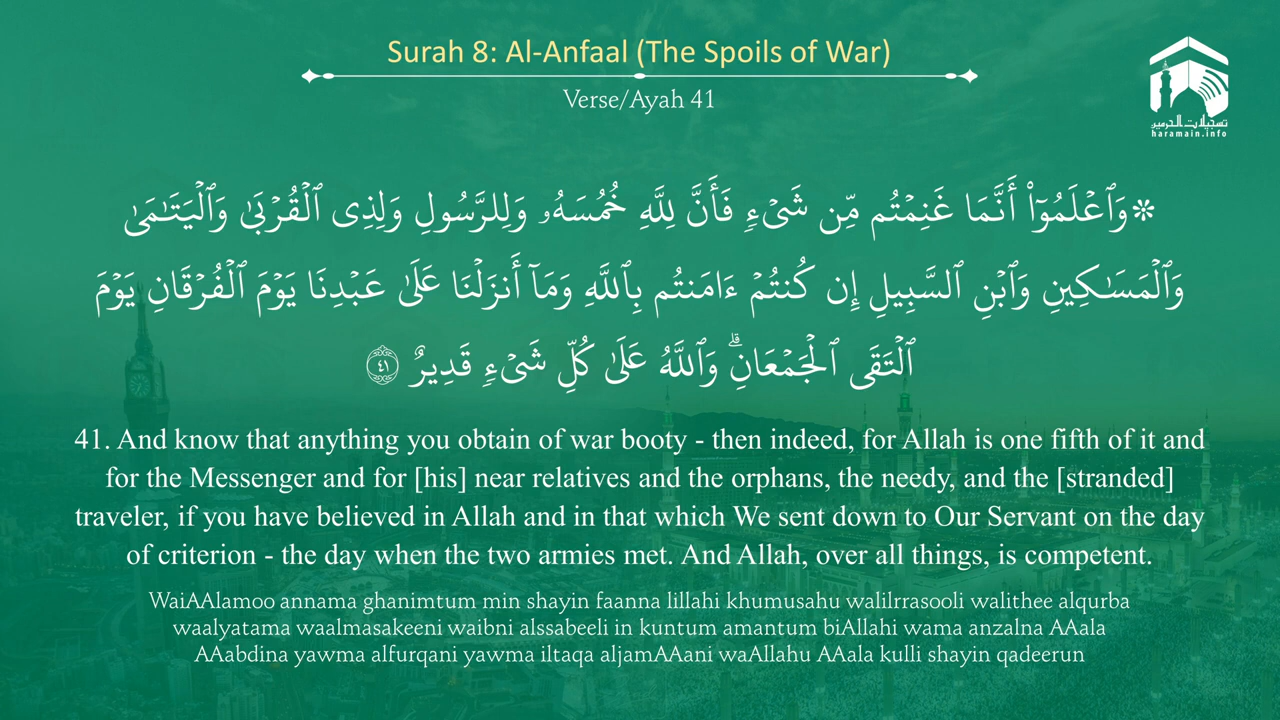 Surah 8: Al-Anfaal (The Spoils of War)
Verse/Ayah 41
تسجيلات الحرمين
haramain.info
۞وَٱعۡلَمُوٓاْ أَنَّمَا غَنِمۡتُم مِّن شَيۡءٖ فَأَنَّ لِلَّهِ خُمُسَهُۥ وَلِلرَّسُولِ وَلِذِي ٱلۡقُرۡبَىٰ وَٱلۡيَتَٰمَىٰ
وَٱلۡمَسَٰكِينِ وَٱبۡنِ ٱلسَّبِيلِ إِن كُنتُمۡ ءَامَنتُم بِٱللَّهِ وَمَآ أَنزَلۡنَا عَلَىٰ عَبۡدِنَا يَوۡمَ ٱلۡفُرۡقَانِ يَوۡمَ
ٱلۡتَقَى ٱلۡجَمۡعَانِۗ وَٱللَّهُ عَلَىٰ كُلِّ شَيۡءٖ قَدِيرٌ ٤١
41. And know that anything you obtain of war booty - then indeed, for Allah is one fifth of it and
for the Messenger and for [his] near relatives and the orphans, the needy, and the [stranded]
traveler, if you have believed in Allah and in that which We sent down to Our Servant on the day
of criterion - the day when the two armies met. And Allah, over all things, is competent.
WaiAAlamoo annama ghanimtum min shayin faanna lillahi khumusahu walilrrasooli walithee alqurba
waalyatama waalmasakeeni waibni alssabeeli in kuntum amantum biAllahi wama anzalna AAala
AAabdina yawma alfurqani yawma iltaqa aljamAAani waAllahu AAala kulli shayin qadeerun